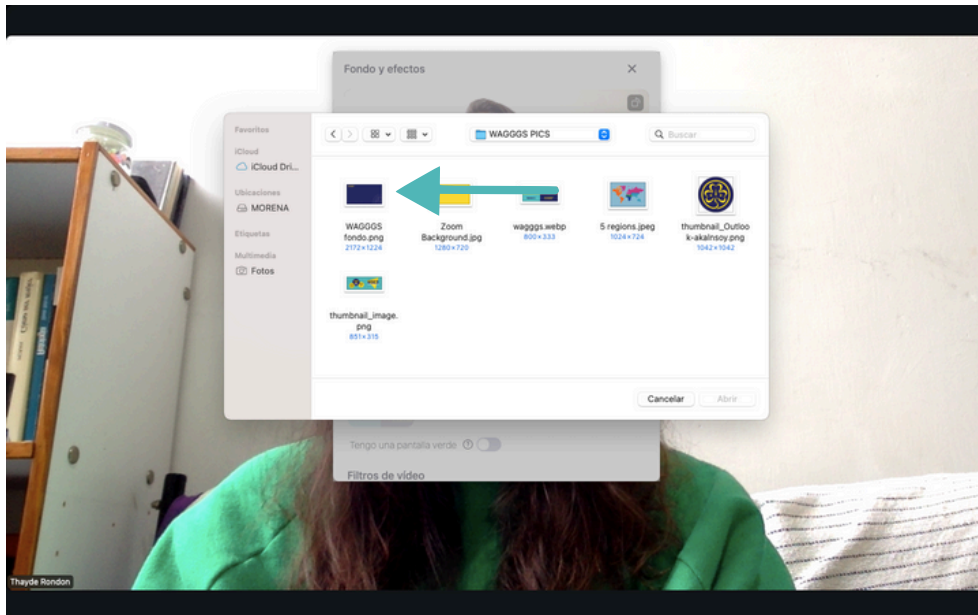 Fondo y efectos
Favoritos
iCloud
iCloud Dri...
Ubicaciones
MORENA
Etiquetas
Multimedia
Fotos
WAGGGS PICS
Buscar
WAGGGS
fondo.png
2172×1224
Zoom
Background.jpg
1280×720
wagggs.webp
800×333
5 regions.jpeg
1024×724
thumbnail_Outloo
k-akalnsoy.png
1042×1042
thumbnail_image.
png
851×315
Cancelar
Abrir
Tengo una pantalla verde
Filtros de vídeo
Thayde Rondon